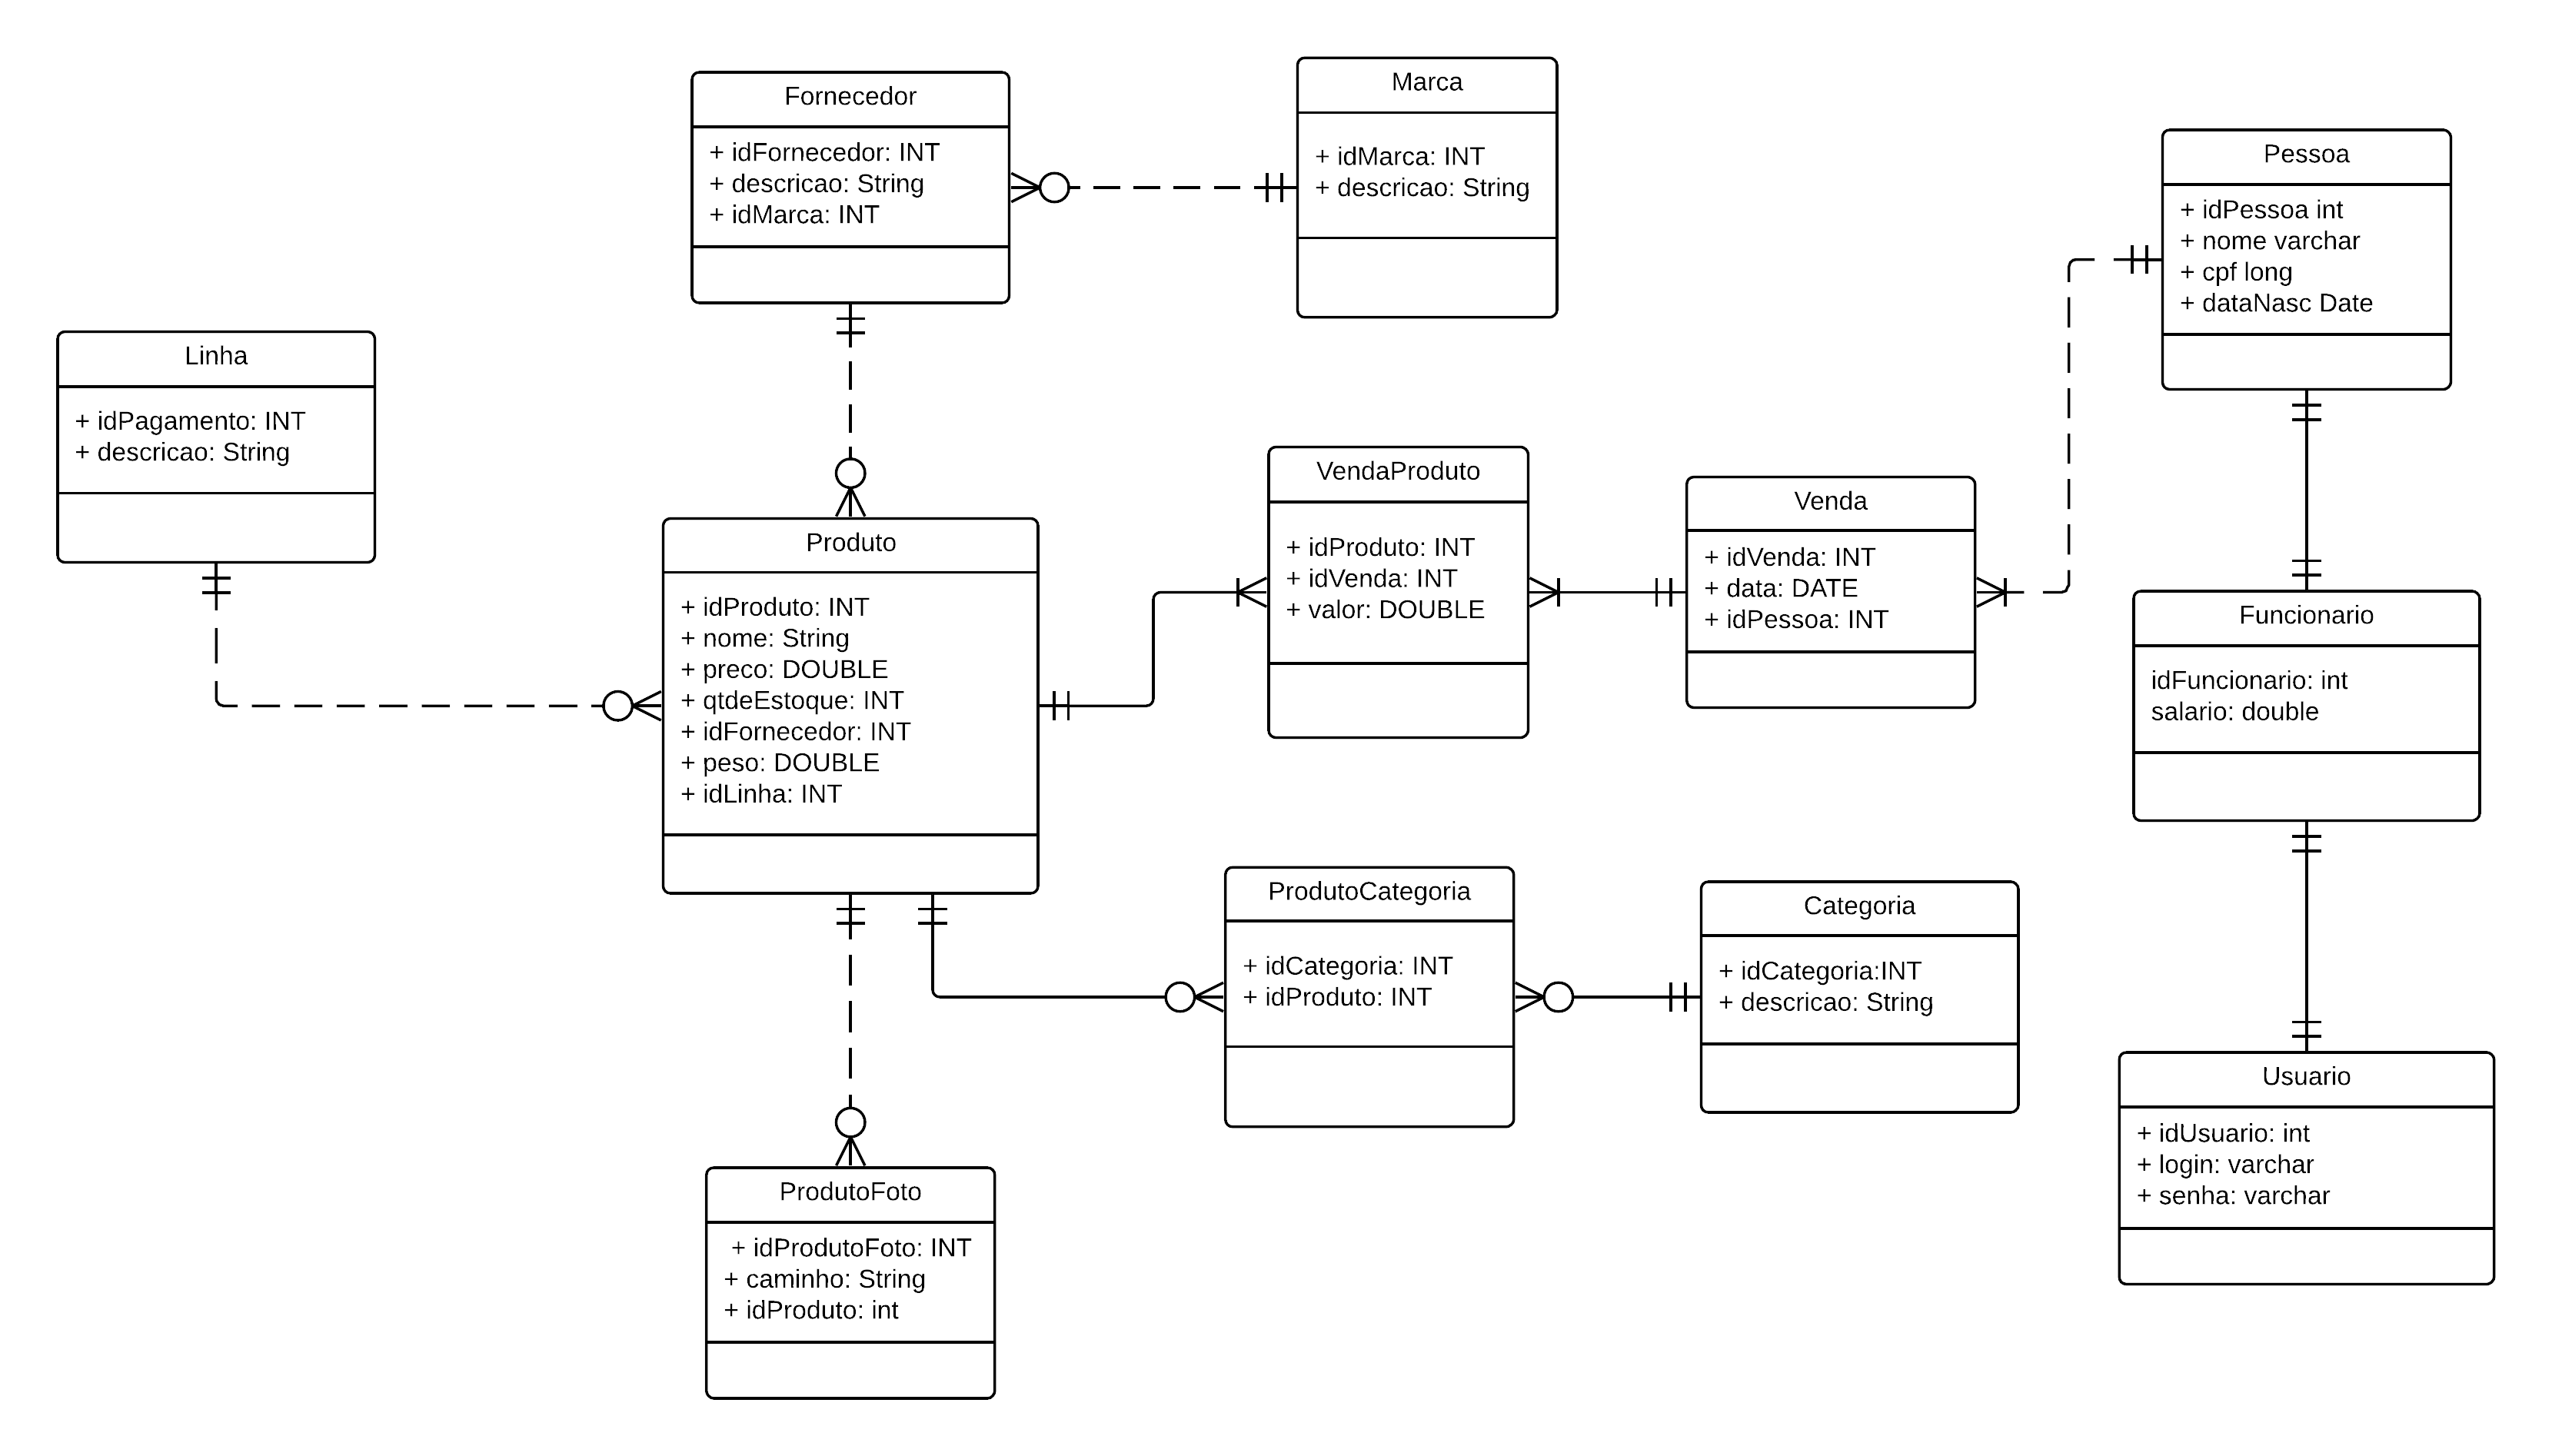 Fornecedor
+ idFornecedor: INT
+ descricao: String
+ idMarca: INT
Marca
+ idMarca: INT
+ descricao: String
Pessoa
+ idPessoa int
+ nome varchar
+ cpf long
+ dataNasc Date
Linha
+ idPagamento: INT
+ descricao: String
Produto
+ idProduto: INT
+ nome: String
+ preco: DOUBLE
+ qtdeEstoque: INT
+ idFornecedor: INT
+ peso: DOUBLE
+ idLinha: INT
VendaProduto
+ idProduto: INT
+ idVenda: INT
+ valor: DOUBLE
Venda
+ idVenda: INT
+ data: DATE
+ idPessoa: INT
Funcionario
idFuncionario: int
salario: double
ProdutoCategoria
+ idCategoria: INT
+ idProduto: INT
Categoria
+ idCategoria:INT
+ descricao: String
Usuario
+ idUsuario: int
+ login: varchar
+ senha: varchar
ProdutoFoto
+ idProdutoFoto: INT
+ caminho: String
+ idProduto: int